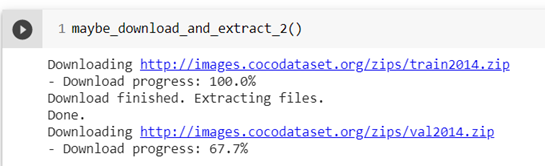 1 maybe_download_and_extract_2()
Downloading http://images.cocodataset.org/zips/train2014.zip
- Download progress: 100.0%
Download finished. Extracting files.
Done.
Downloading http://images.cocodataset.org/zips/val2014.zip
- Download progress: 67.7%